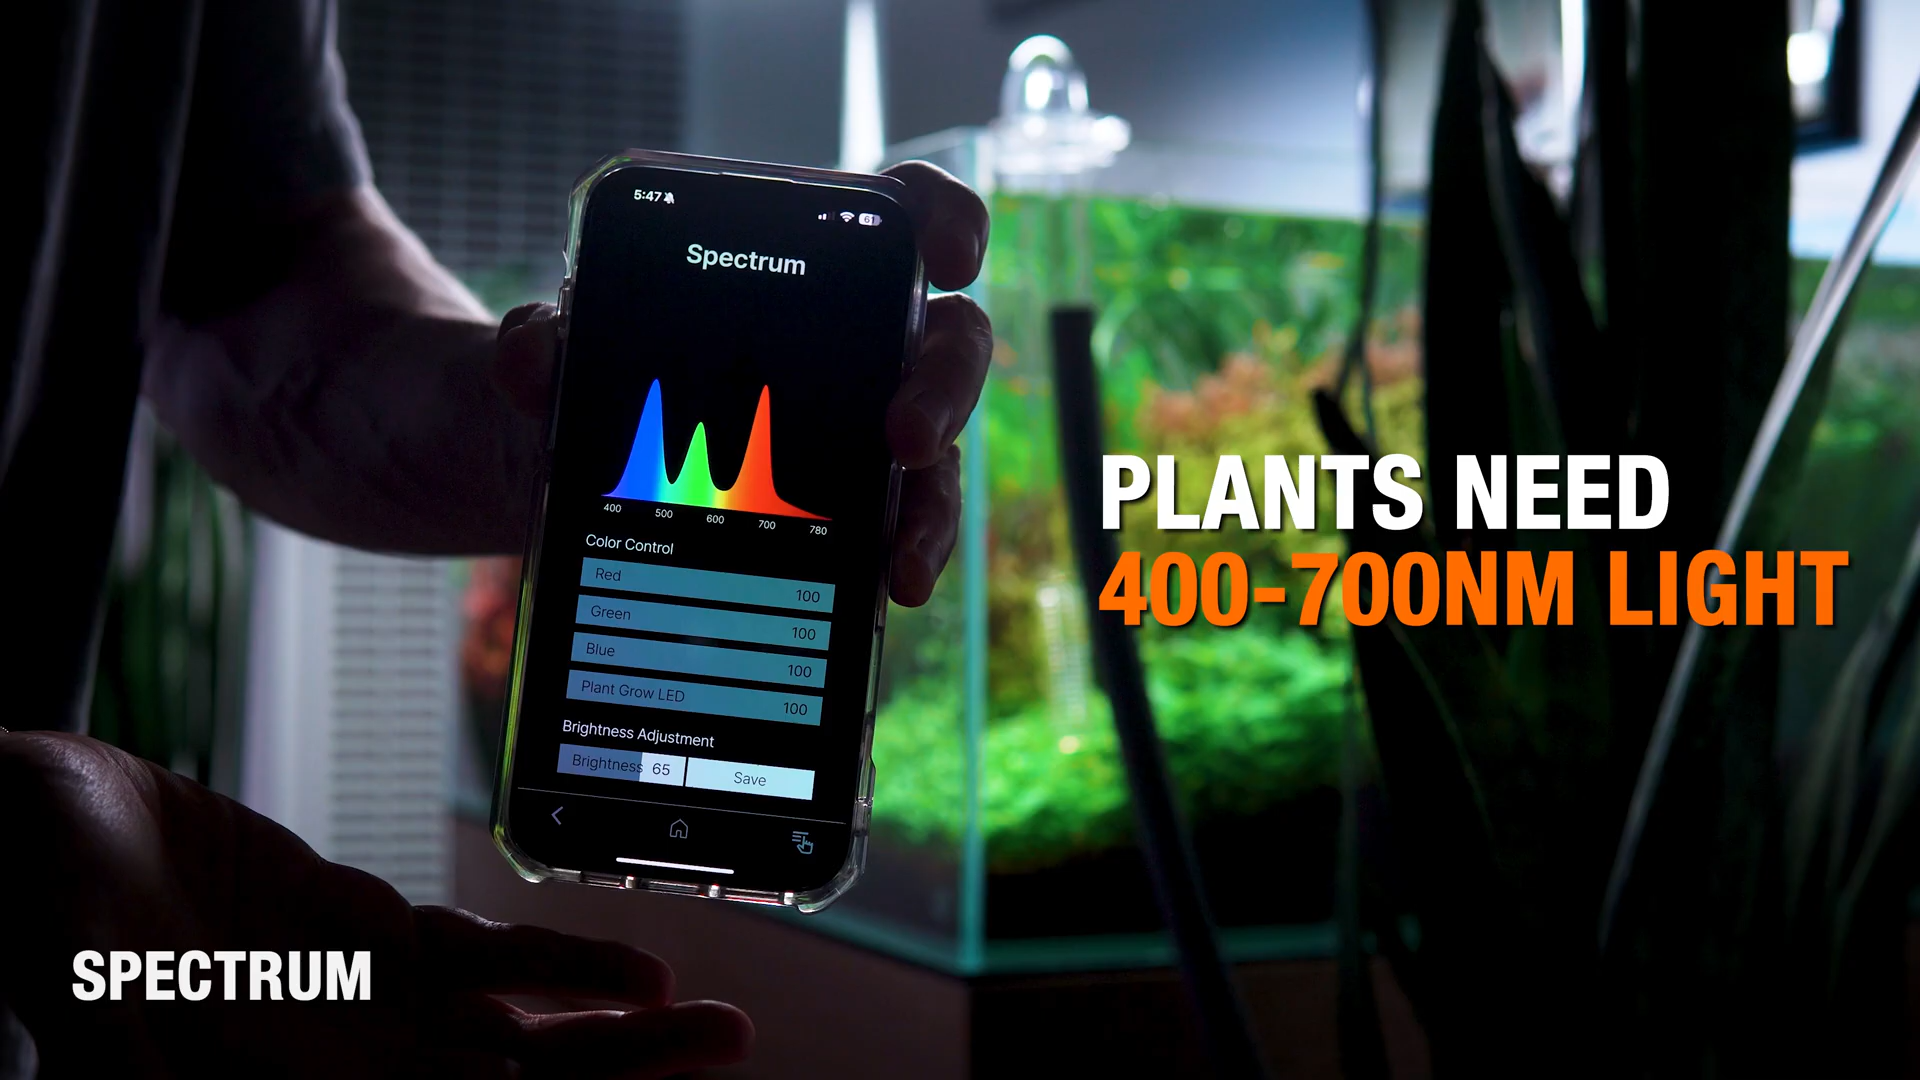 5:47
61
Spectrum
400 500 600 700 780
Color Control
Red 100
Green 100
Blue 100
Plant Grow LED 100
Brightness Adjustment
Brightness 65 Save
PLANTS NEED
400-700NM LIGHT
SPECTRUM